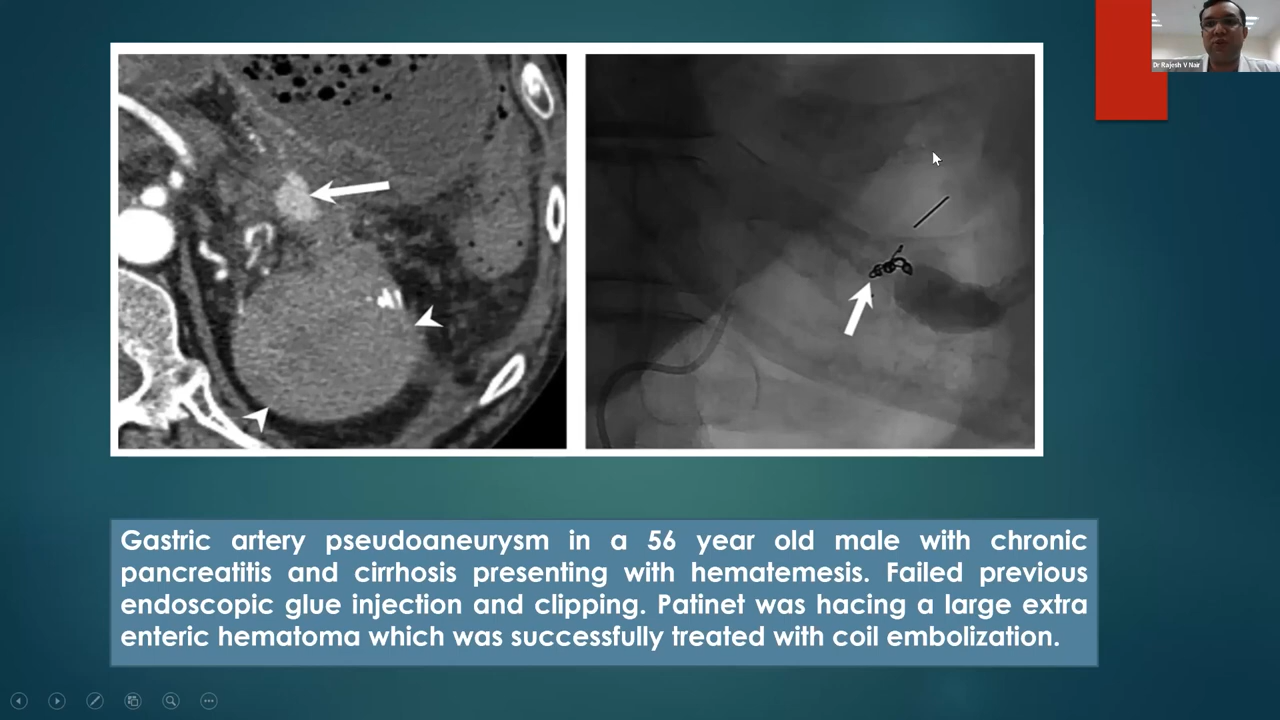 Dr Rajesh V Nair
Gastric artery pseudoaneurysm in a 56 year old male with chronic
pancreatitis and cirrhosis presenting with hematemesis. Failed previous
endoscopic glue injection and clipping. Patinet was hacing a large extra
enteric hematoma which was successfully treated with coil embolization.